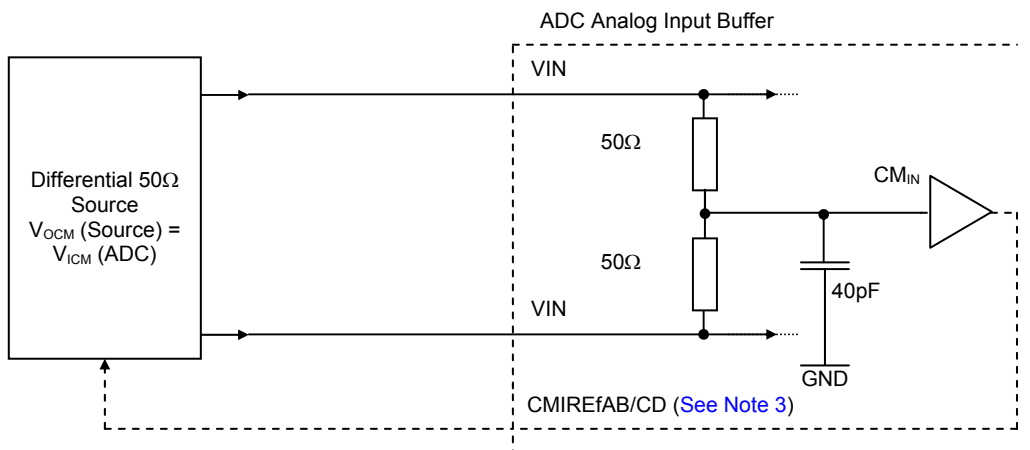 ADC Analog Input Buffer
VIN
50Ω
Differential 50Ω
Source
VOCM (Source) =
VICM (ADC)
CMIN
50Ω
40pF
VIN
GND
CMIREfAB/CD (See Note 3)